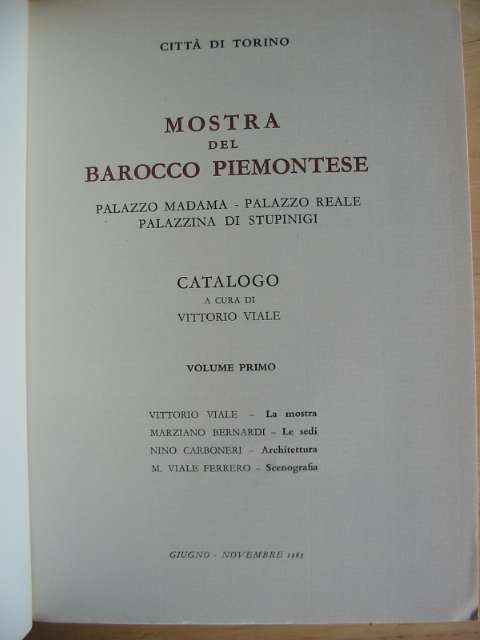 CITTÀ DI TORINO
MOSTRA
DEL
BAROCCO PIEMONTESE
PALAZZO MADAMA - PALAZZO REALE
PALAZZINA DI STUPINIGI
CATALOGO
A CURA DI
VITTORIO VIALE
VOLUME PRIMO
VITTORIO VIALE – La mostra
MARZIANO BERNARDI – Le sedi
NINO CARBONERI – Architettura
M. VIALE FERRERO – Scenografia
GIUGNO - NOVEMBRE 1963